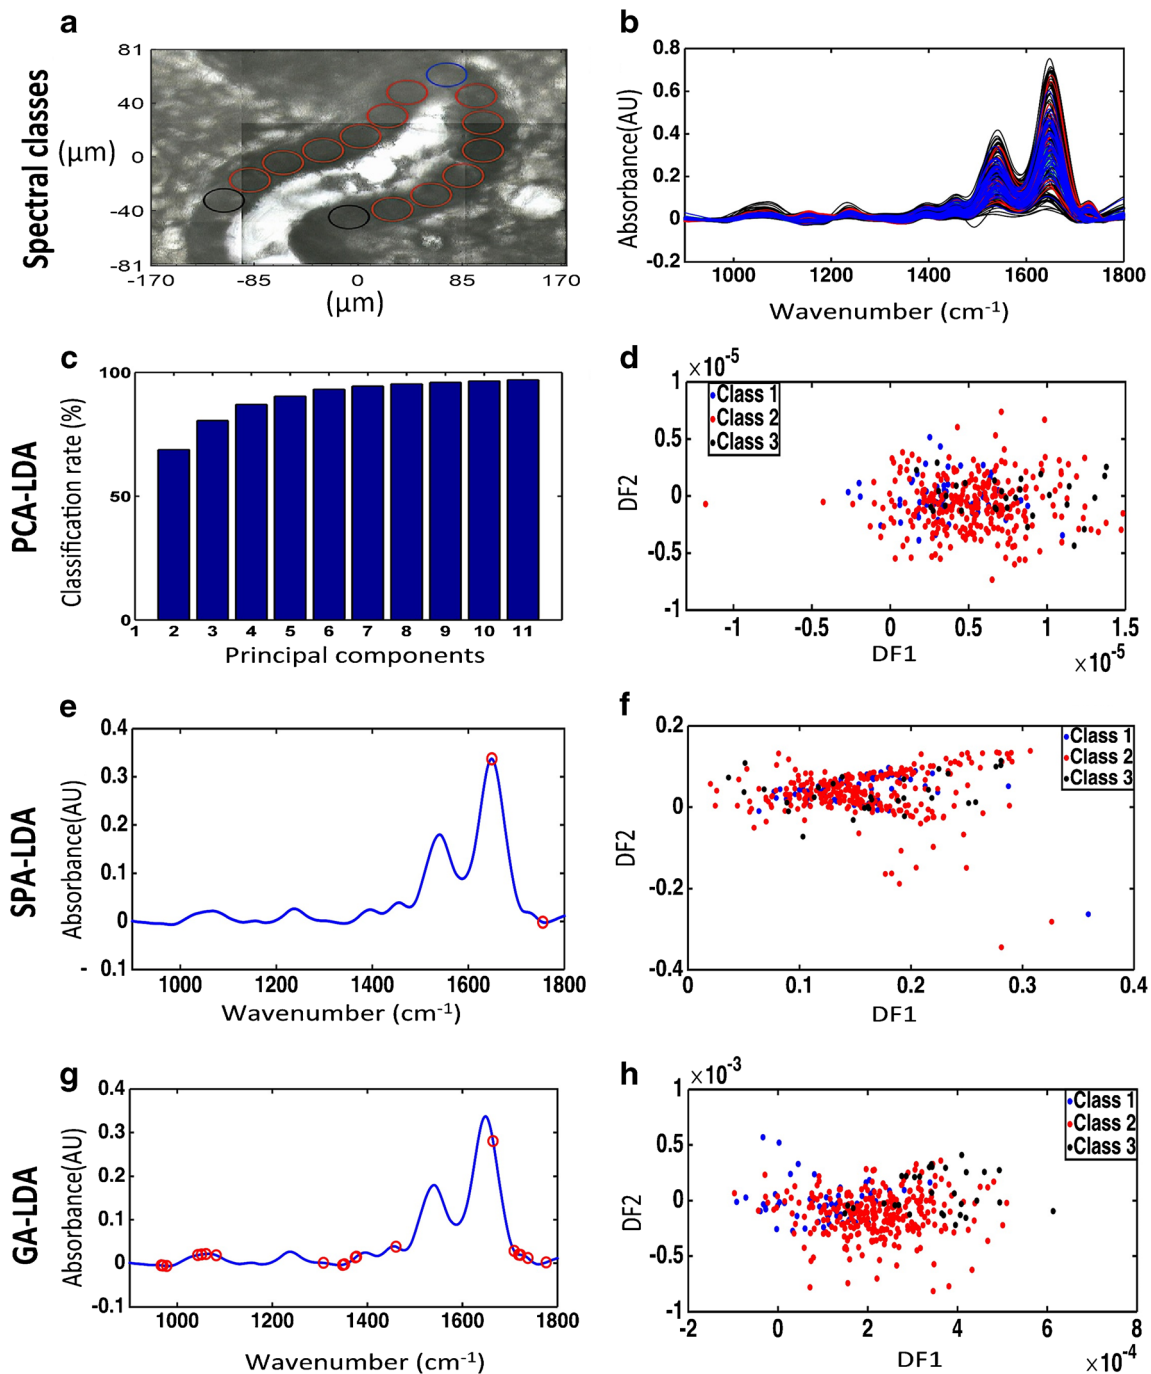 a
Spectral classes
(µm)
81
40
0
-40
-81
-170 -85 0 85 170
(µm)
b
Absorbance(AU)
0.8
0.6
0.4
0.2
0
-0.2
1000 1200 1400 1600 1800
Wavenumber (cm-1)
c
PCA-LDA
Classification rate (%)
100
50
0
1 2 3 4 5 6 7 8 9 10 11
Principal components
d
×10-5
DF2
1
0.5
0
-0.5
-1
Class 1
Class 2
Class 3
-1 -0.5 0 0.5 1 1.5
DF1
×10-5
e
SPA-LDA
Absorbance(AU)
0.4
0.3
0.2
0.1
0
- 0.1
1000 1200 1400 1600 1800
Wavenumber (cm-1)
f
DF2
0.2
0
-0.2
-0.4
Class 1
Class 2
Class 3
0 0.1 0.2 0.3 0.4
DF1
g
GA-LDA
Absorbance(AU)
0.4
0.3
0.2
0.1
0
-0.1
1000 1200 1400 1600 1800
Wavenumber (cm-1)
h
×10-3
DF2
1
0.5
0
-0.5
-1
Class 1
Class 2
Class 3
-2 0 2 4 6 8
DF1
×10-4